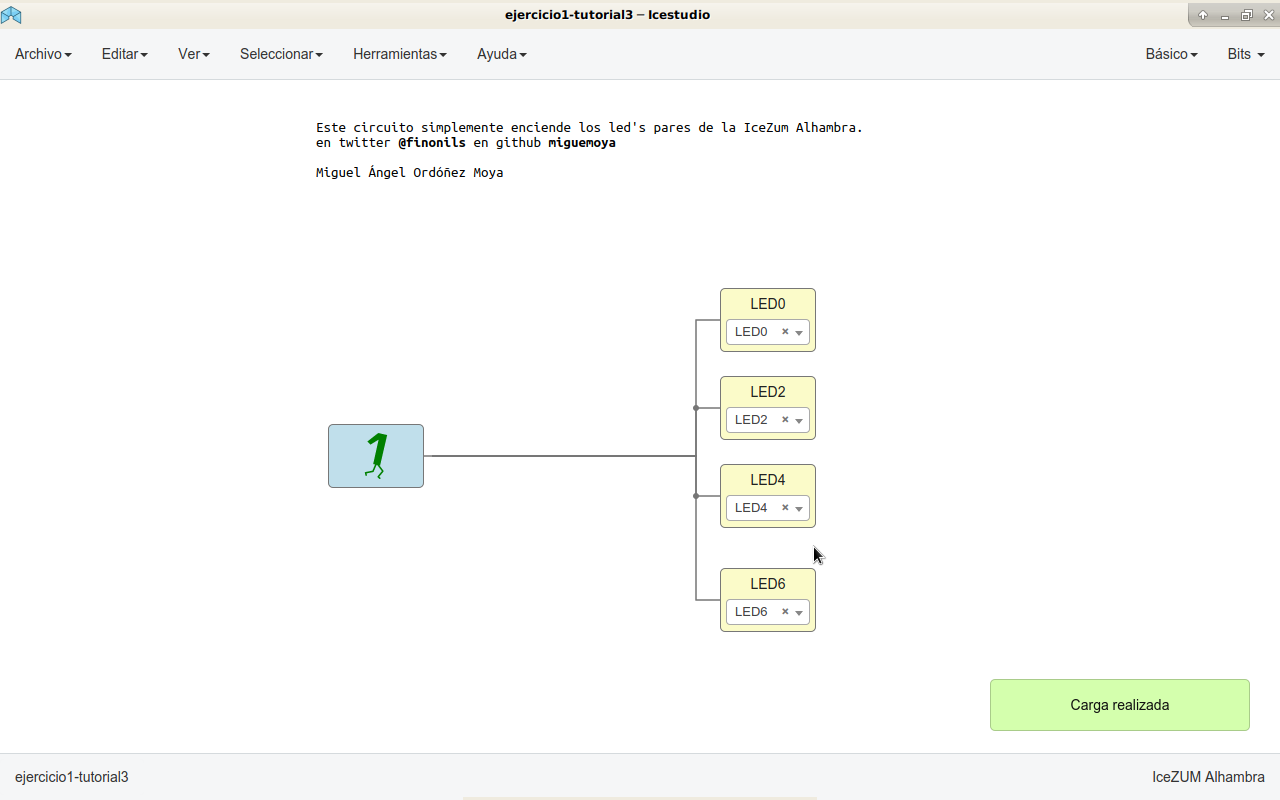 ejercicio1-tutorial3 – Icestudio
Archivo Editar Ver Seleccionar Herramientas Ayuda Básico Bits
Este circuito simplemente enciende los led's pares de la IceZum Alhambra.
en twitter @finonils en github miguemoya
Miguel Ángel Ordóñez Moya
LED0
LED0 ×
LED2
LED2 ×
1
LED4
LED4 ×
LED6
LED6 ×
Carga realizada
ejercicio1-tutorial3 IceZUM Alhambra